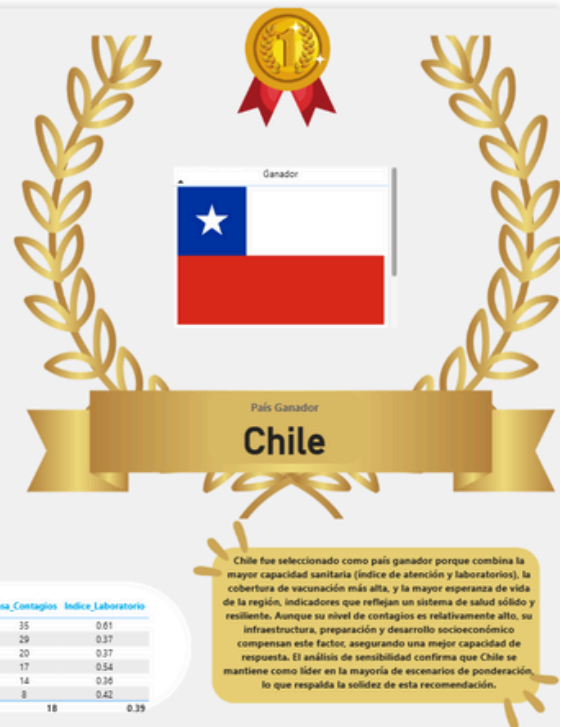 1
Ganador
País Ganador
Chile
sa_Contagios Indice_Laboratorio
35 0.61
29 0.37
20 0.37
17 0.54
14 0.36
8 0.42
18 0.39
Chile fue seleccionado como país ganador porque combina la
mayor capacidad sanitaria (índice de atención y laboratorios), la
cobertura de vacunación más alta, y la mayor esperanza de vida
de la región, indicadores que reflejan un sistema de salud sólido y
resiliente. Aunque su nivel de contagios es relativamente alto, su
infraestructura, preparación y desarrollo socioeconómico
compensan este factor, asegurando una mejor capacidad de
respuesta. El análisis de sensibilidad confirma que Chile se
mantiene como líder en la mayoría de escenarios de ponderación,
lo que respalda la solidez de esta recomendación.